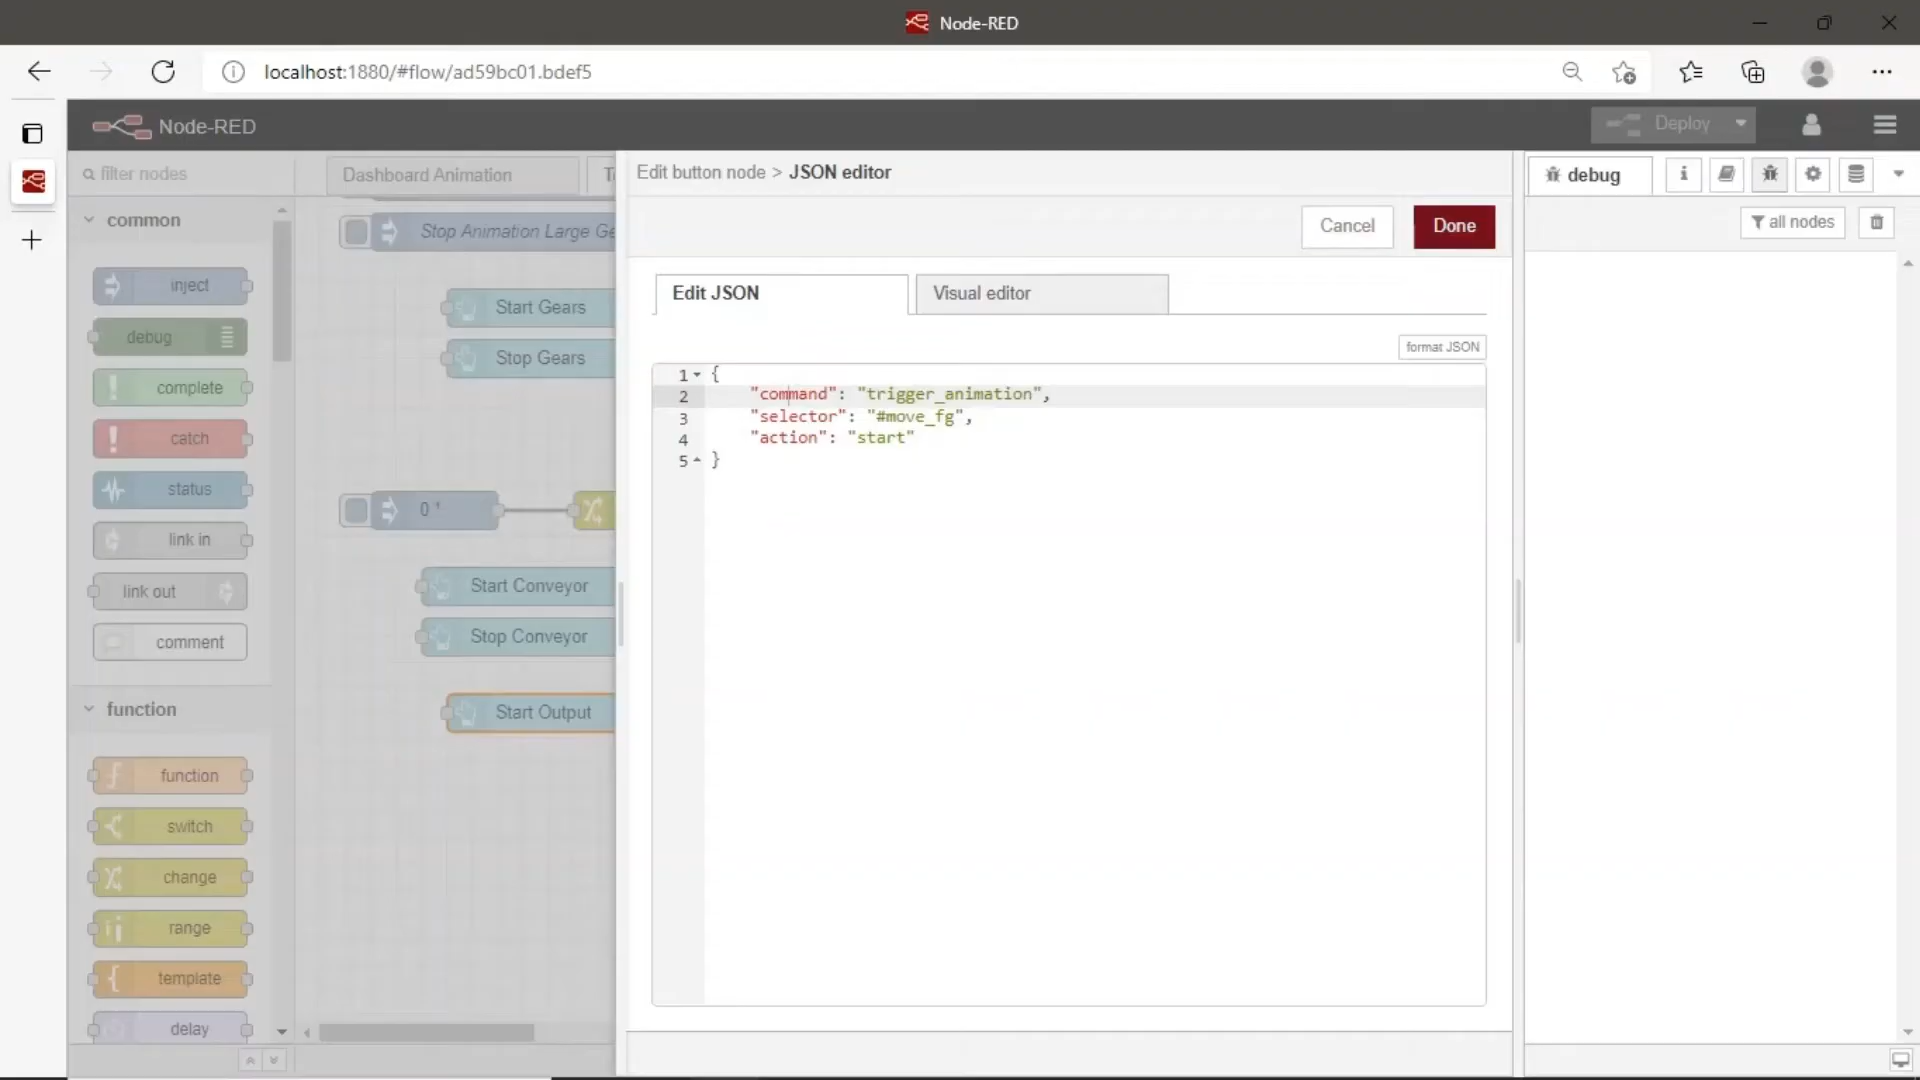 Node-RED
localhost:1880/#flow/ad59bc01.bdef5
Node-RED
Deploy
filter nodes
Dashboard Animation
Edit button node > JSON editor
debug
i
common
Stop Animation Large Ge
Cancel
Done
all nodes
inject
Start Gears
Edit JSON
Visual editor
debug
Stop Gears
format JSON
complete
1 {
2 "command": "trigger_animation",
3 "selector": "#move_fg",
4 "action": "start"
5 }
catch
status
0 ¹
link in
Start Conveyor
link out
Stop Conveyor
comment
function
Start Output
function
switch
change
range
template
delay